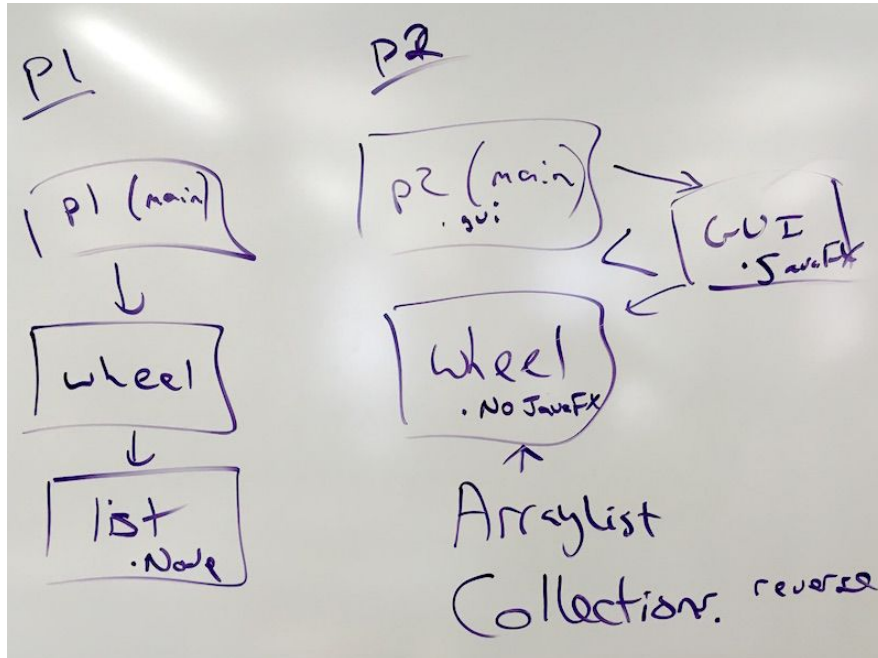 P1
p1 (main)
wheel
list
.Node
P2
p2 (main)
.gui
GUI
.JavaFX
wheel
.No JavaFX
Arraylist
Collections. reverse